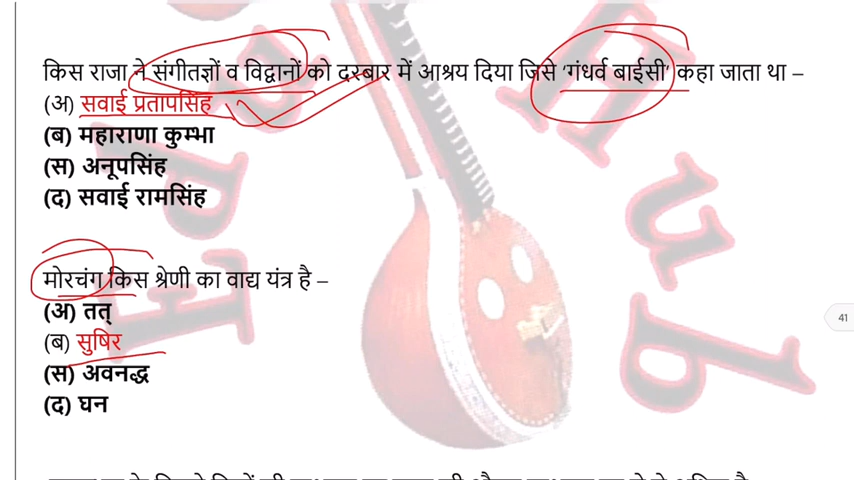 किस राजा ने संगीतज्ञों व विद्वानों को दरबार में आश्रय दिया जिसे ‘गंधर्व बाईसी’ कहा जाता था –
(अ) सवाई प्रतापसिंह
(ब) महाराणा कुम्भा
(स) अनूपसिंह
(द) सवाई रामसिंह
मोरचंग किस श्रेणी का वाद्य यंत्र है –
(अ) तत्
(ब) सुषिर
(स) अवनद्ध
(द) घन
41